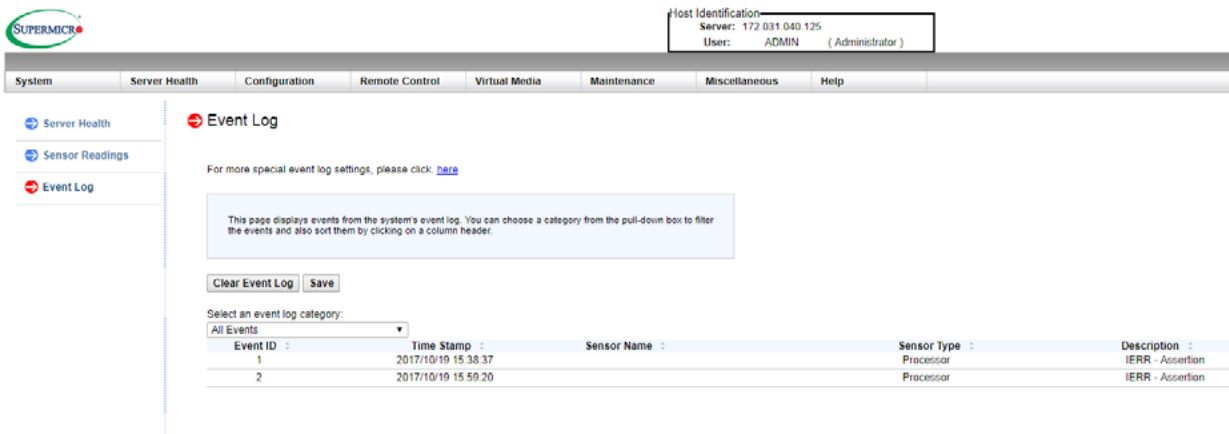 Host Identification
SUPERMICR
Server: 172.031.040.125
User: ADMIN ( Administrator )
System Server Health Configuration Remote Control Virtual Media Maintenance Miscellaneous Help
Server Health
Sensor Readings
Event Log
Event Log
For more special event log settings, please click. here
This page displays events from the system's event log. You can choose a category from the pull-down box to filter
the events and also sort them by clicking on a column header.
Clear Event Log Save
Select an event log category:
All Events
Event ID Time Stamp Sensor Name Sensor Type Description
1 2017/10/19 15:38:37 Processor IERR - Assertion
2 2017/10/19 15:59:20 Processor IERR - Assertion